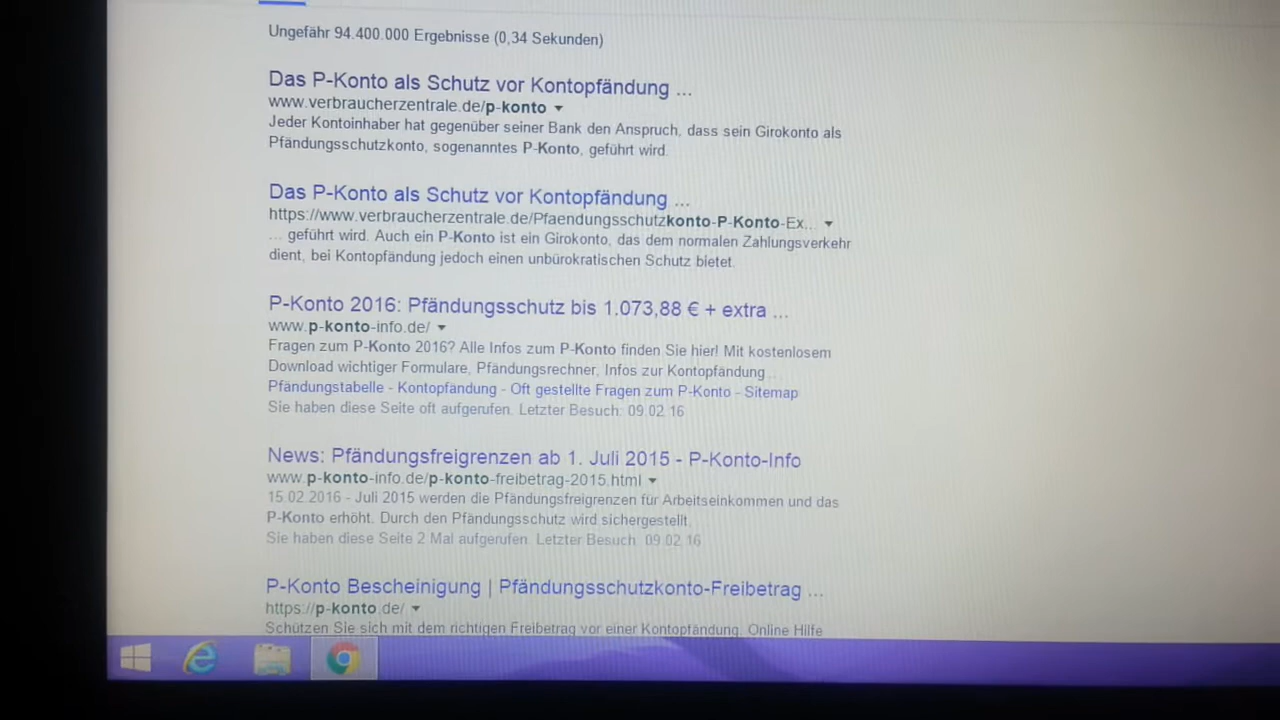 Ungefähr 94.400.000 Ergebnisse (0,34 Sekunden)
Das P-Konto als Schutz vor Kontopfändung ...
www.verbraucherzentrale.de/p-konto
Jeder Kontoinhaber hat gegenüber seiner Bank den Anspruch, dass sein Girokonto als
Pfändungsschutzkonto, sogenanntes P-Konto, geführt wird.
Das P-Konto als Schutz vor Kontopfändung ...
https://www.verbraucherzentrale.de/Pfaendungsschutzkonto-P-Konto-Ex...
... geführt wird. Auch ein P-Konto ist ein Girokonto, das dem normalen Zahlungsverkehr
dient, bei Kontopfändung jedoch einen unbürokratischen Schutz bietet.
P-Konto 2016: Pfändungsschutz bis 1.073,88 € + extra ...
www.p-konto-info.de/
Fragen zum P-Konto 2016? Alle Infos zum P-Konto finden Sie hier! Mit kostenlosem
Download wichtiger Formulare, Pfändungsrechner, Infos zur Kontopfändung ...
Pfändungstabelle - Kontopfändung - Oft gestellte Fragen zum P-Konto - Sitemap
Sie haben diese Seite oft aufgerufen. Letzter Besuch: 09.02.16
News: Pfändungsfreigrenzen ab 1. Juli 2015 - P-Konto-Info
www.p-konto-info.de/p-konto-freibetrag-2015.html
15.02.2016 - Juli 2015 werden die Pfändungsfreigrenzen für Arbeitseinkommen und das
P-Konto erhöht. Durch den Pfändungsschutz wird sichergestellt,
Sie haben diese Seite 2 Mal aufgerufen. Letzter Besuch: 09.02.16
P-Konto Bescheinigung | Pfändungsschutzkonto-Freibetrag ...
https://p-konto.de/
Schützen Sie sich mit dem richtigen Freibetrag vor einer Kontopfändung. Online Hilfe